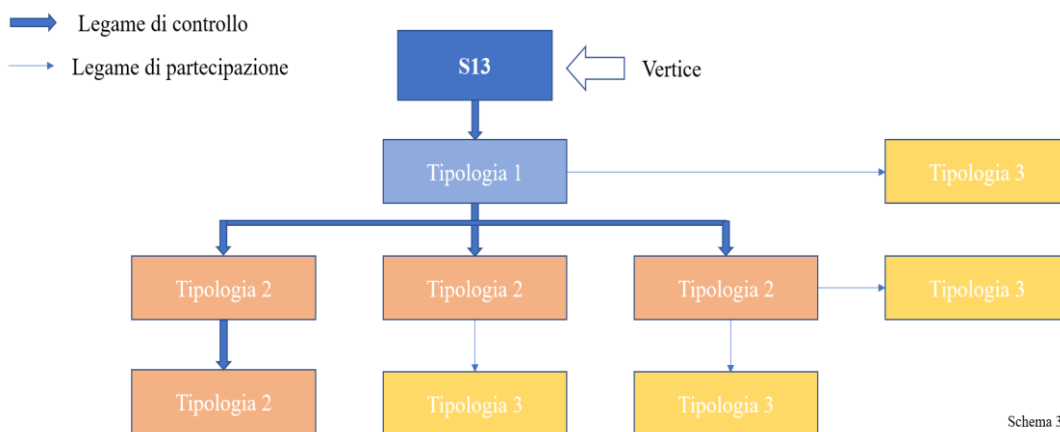 Legame di controllo
Legame di partecipazione
S13
Vertice
Tipologia 1
Tipologia 3
Tipologia 2
Tipologia 2
Tipologia 2
Tipologia 3
Tipologia 2
Tipologia 3
Tipologia 3
Schema 3